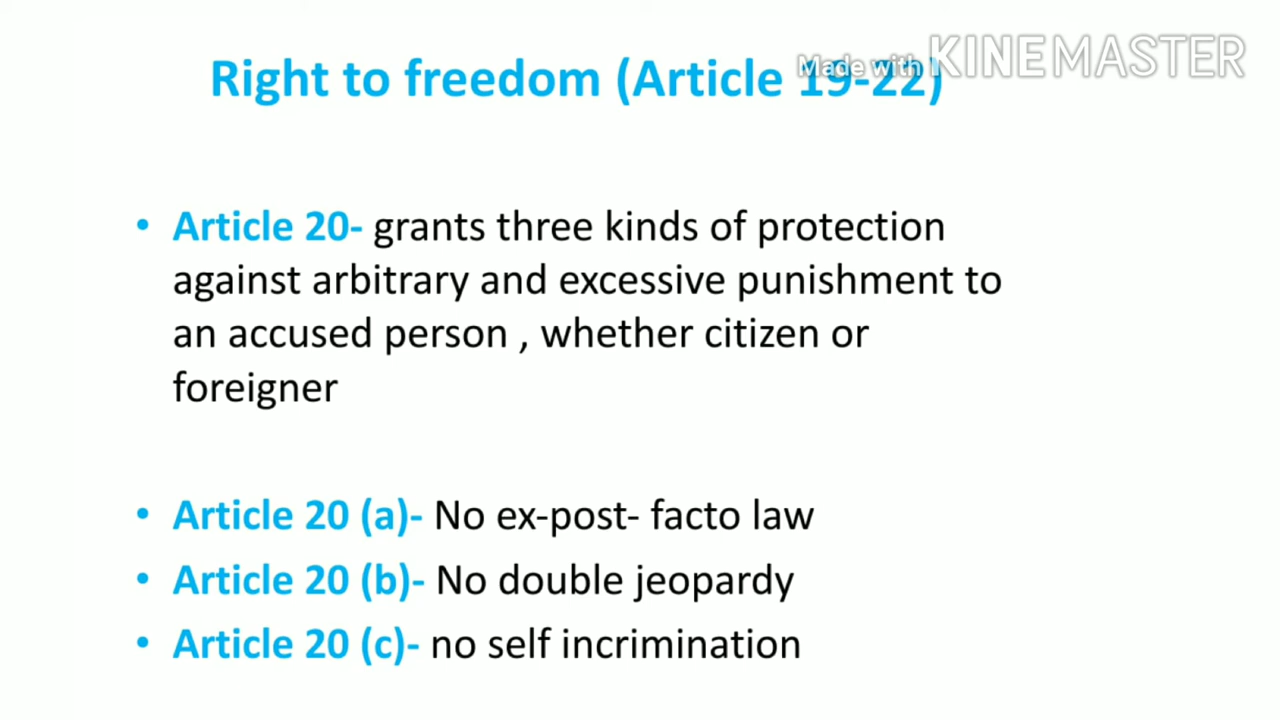 Right to freedom (Article 19-22)
Made with KINEMASTER
• Article 20- grants three kinds of protection
against arbitrary and excessive punishment to
an accused person , whether citizen or
foreigner
• Article 20 (a)- No ex-post- facto law
• Article 20 (b)- No double jeopardy
• Article 20 (c)- no self incrimination